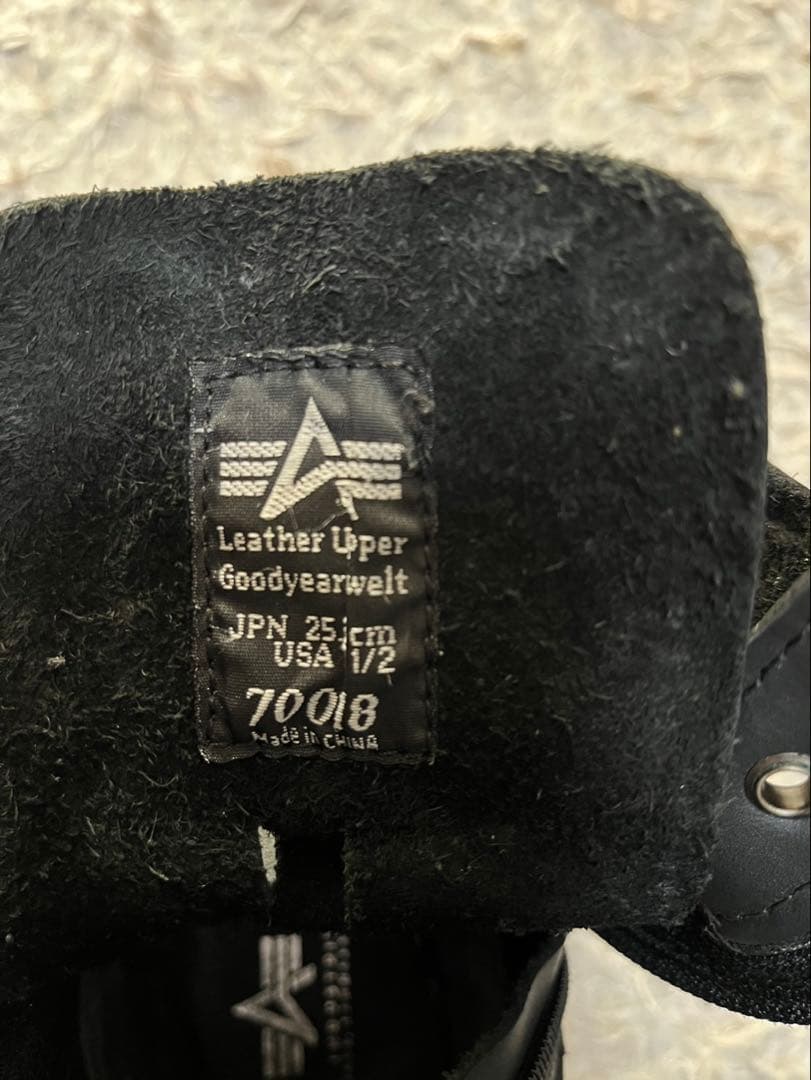 Leather Upper
Goodyearwelt
JPN 25 cm
USA 1/2
70018
Made in CHINA